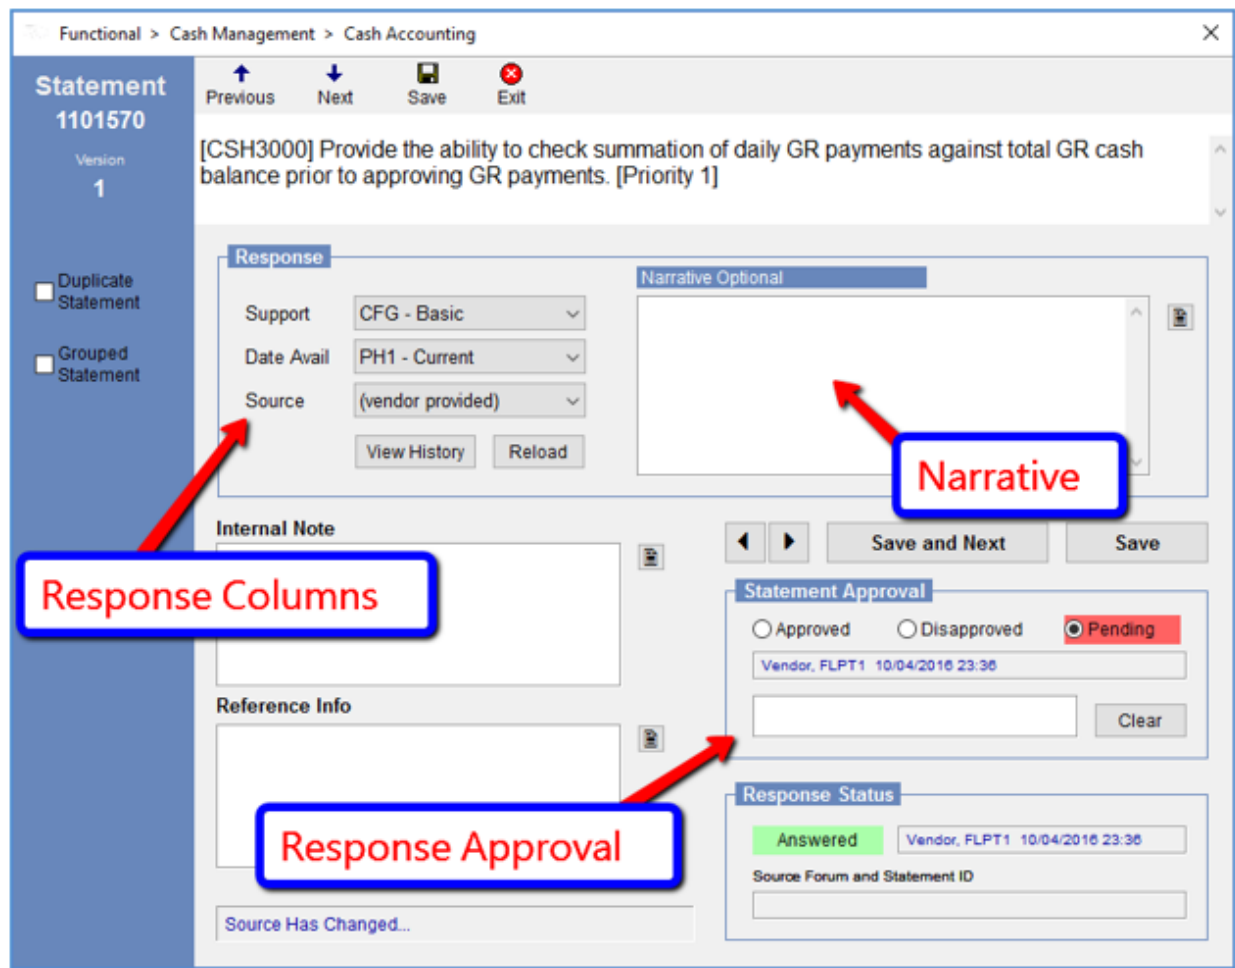 Functional > Cash Management > Cash Accounting
Statement
1101570
Version
1
Previous Next Save Exit
[CSH3000] Provide the ability to check summation of daily GR payments against total GR cash
balance prior to approving GR payments. [Priority 1]
Duplicate
Statement
Grouped
Statement
Response
Support CFG - Basic
Date Avail PH1 - Current
Source (vendor provided)
View History Reload
Narrative Optional
Narrative
Response Columns
Internal Note
Save and Next Save
Statement Approval
Approved Disapproved Pending
Vendor, FLPT1 10/04/2016 23:36
Clear
Reference Info
Response Approval
Response Status
Answered Vendor, FLPT1 10/04/2016 23:36
Source Forum and Statement ID
Source Has Changed...